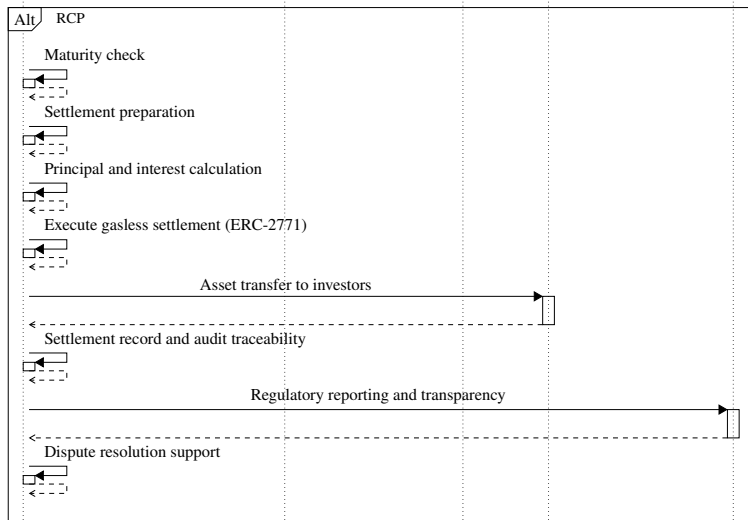 Alt RCP
Maturity check
Settlement preparation
Principal and interest calculation
Execute gasless settlement (ERC-2771)
Asset transfer to investors
Settlement record and audit traceability
Regulatory reporting and transparency
Dispute resolution support